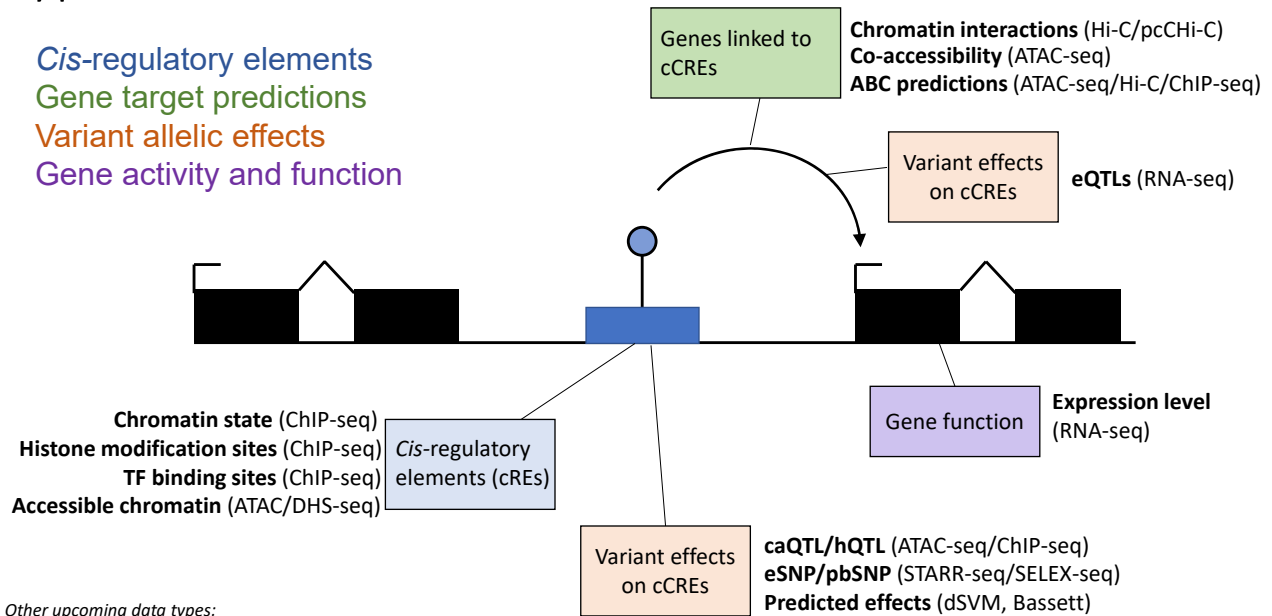 Cis-regulatory elements
Gene target predictions
Variant allelic effects
Gene activity and function
Genes linked to
cCREs
Chromatin interactions (Hi-C/pcCHi-C)
Co-accessibility (ATAC-seq)
ABC predictions (ATAC-seq/Hi-C/ChIP-seq)
Variant effects
on cCREs
eQTLs (RNA-seq)
Chromatin state (ChIP-seq)
Histone modification sites (ChIP-seq)
TF binding sites (ChIP-seq)
Accessible chromatin (ATAC/DHS-seq)
Cis-regulatory
elements (cREs)
Gene function
Expression level
(RNA-seq)
Variant effects
on cCREs
caQTL/hQTL (ATAC-seq/ChIP-seq)
eSNP/pbSNP (STARR-seq/SELEX-seq)
Predicted effects (dSVM, Bassett)
Other upcoming data types: